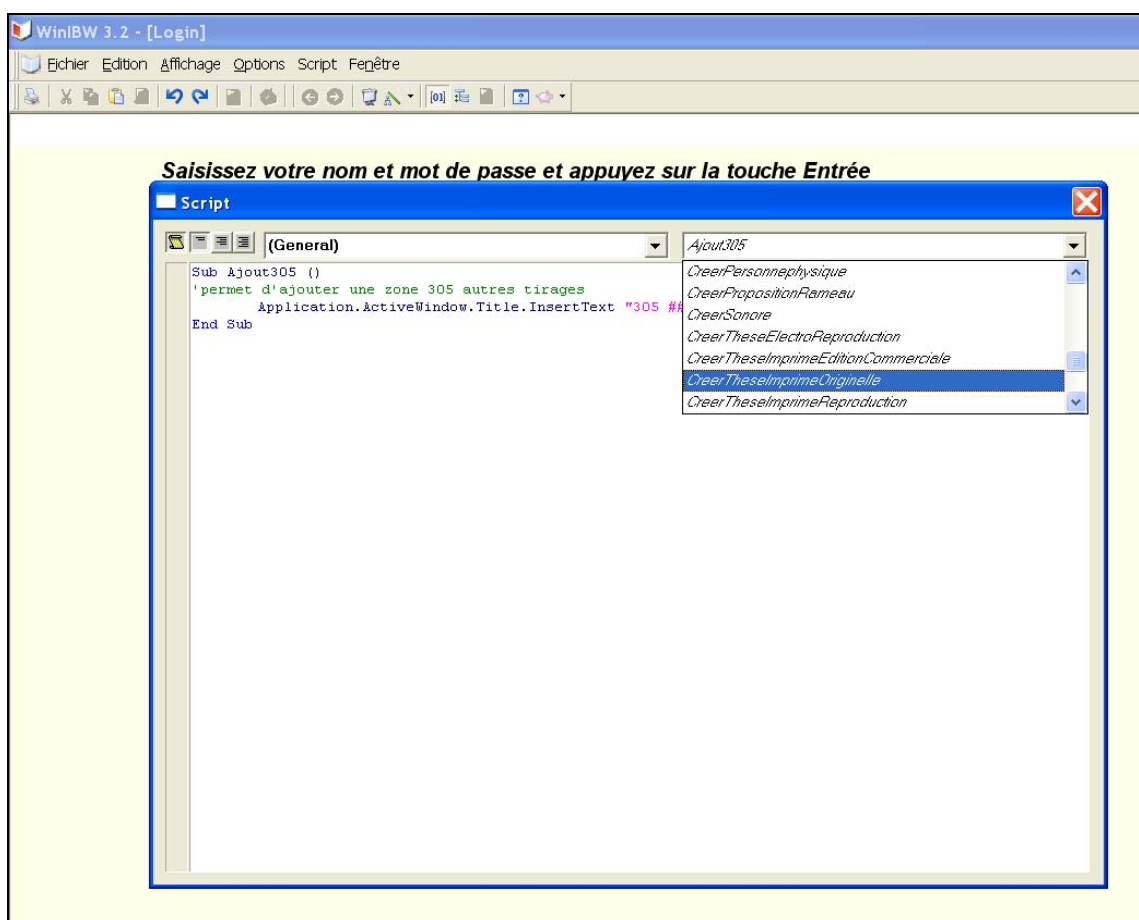 WinIBW 3.2 - [Login]
Fichier Edition Affichage Options Script Fenêtre
Saisissez votre nom et mot de passe et appuyez sur la touche Entrée
Script
(General) Ajout305
Sub Ajout305 ()
'permet d'ajouter une zone 305 autres tirages
Application.ActiveWindow.Title.InsertText "305 ##
End Sub
CreerPersonnephysique
CreerPropositionRameau
CreerSonore
CreerTheseElectroReproduction
CreerTheseImprimeEditionCommerciale
CreerTheseImprimeOriginelle
CreerTheseImprimeReproduction